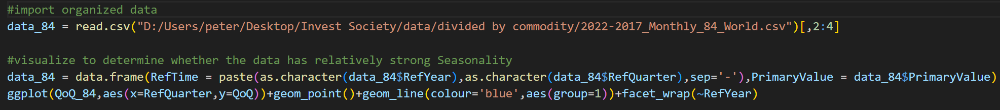 #import organized data
data_84 = read.csv("D:/Users/peter/Desktop/Invest Society/data/divided by commodity/2022-2017_Monthly_84_World.csv")[,2:4]
#visualize to determine whether the data has relatively strong Seasonality
data_84 = data.frame(RefTime = paste(as.character(data_84$RefYear),as.character(data_84$RefQuarter),sep='-'),PrimaryValue = data_84$PrimaryValue)
ggplot(QoQ_84,aes(x=RefQuarter,y=QoQ))+geom_point()+geom_line(colour='blue',aes(group=1))+facet_wrap(~RefYear)